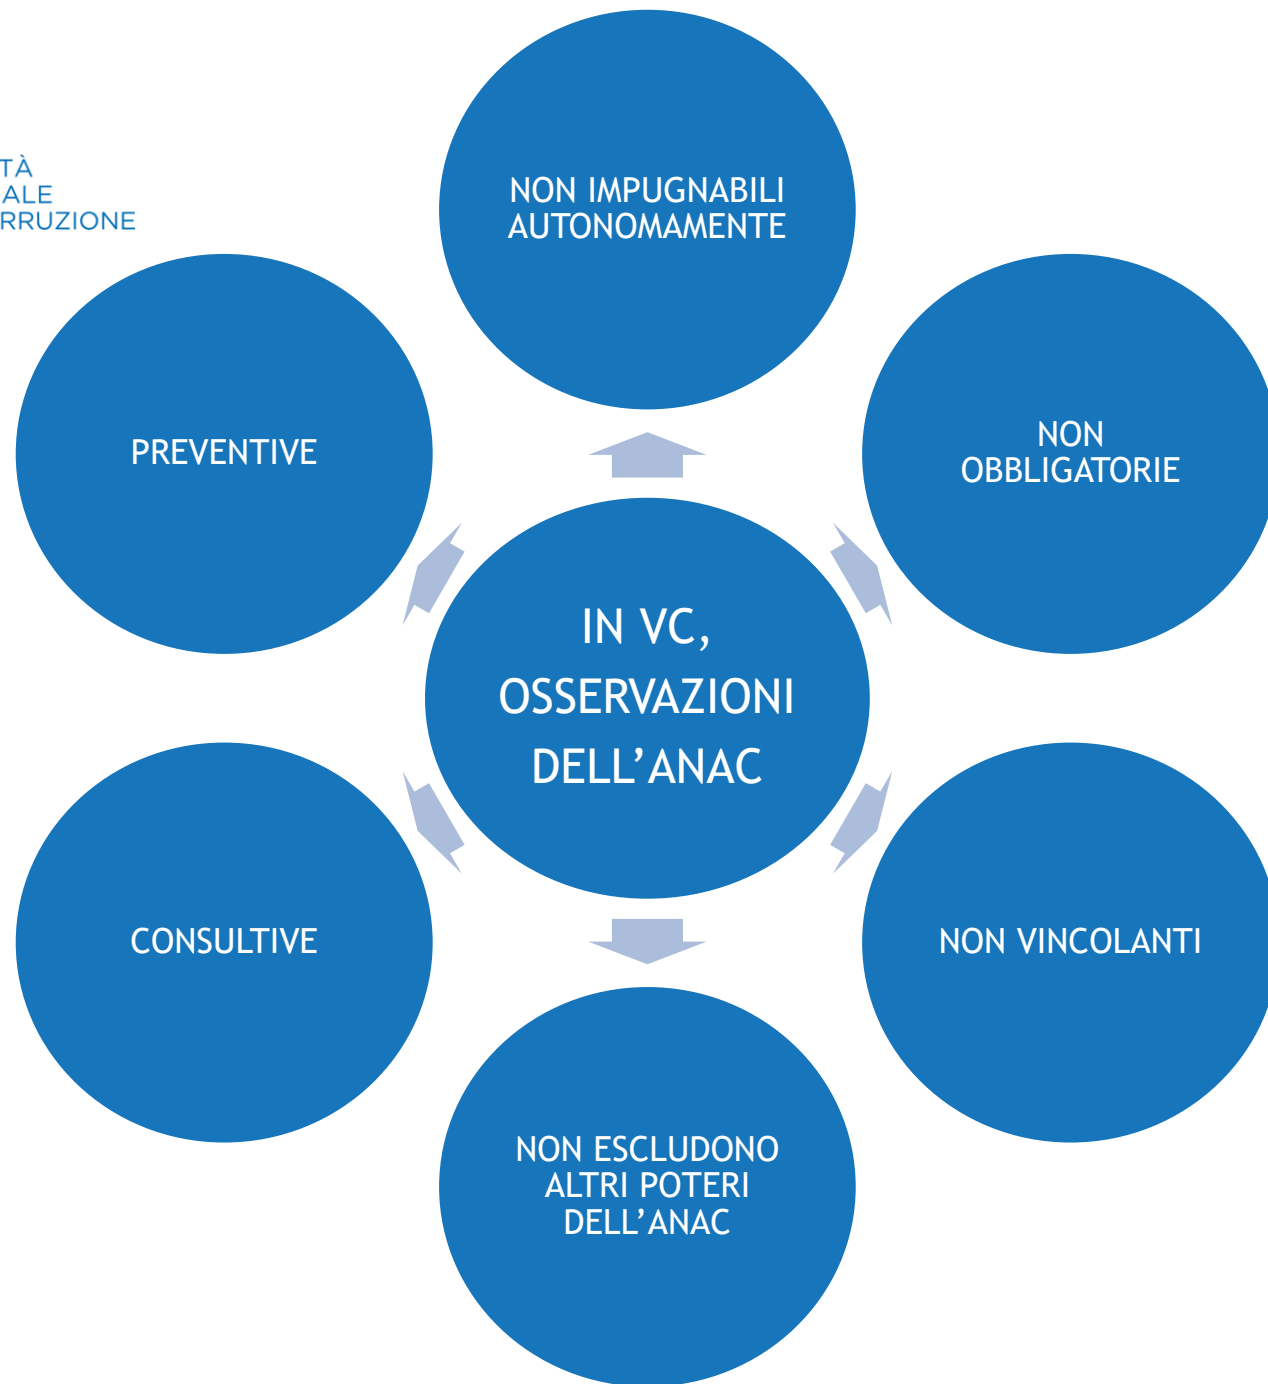 TÀ
ALE
RRUZIONE
NON IMPUGNABILI
AUTONOMAMENTE
PREVENTIVE
NON
OBBLIGATORIE
IN VC,
OSSERVAZIONI
DELL’ANAC
CONSULTIVE
NON VINCOLANTI
NON ESCLUDONO
ALTRI POTERI
DELL’ANAC